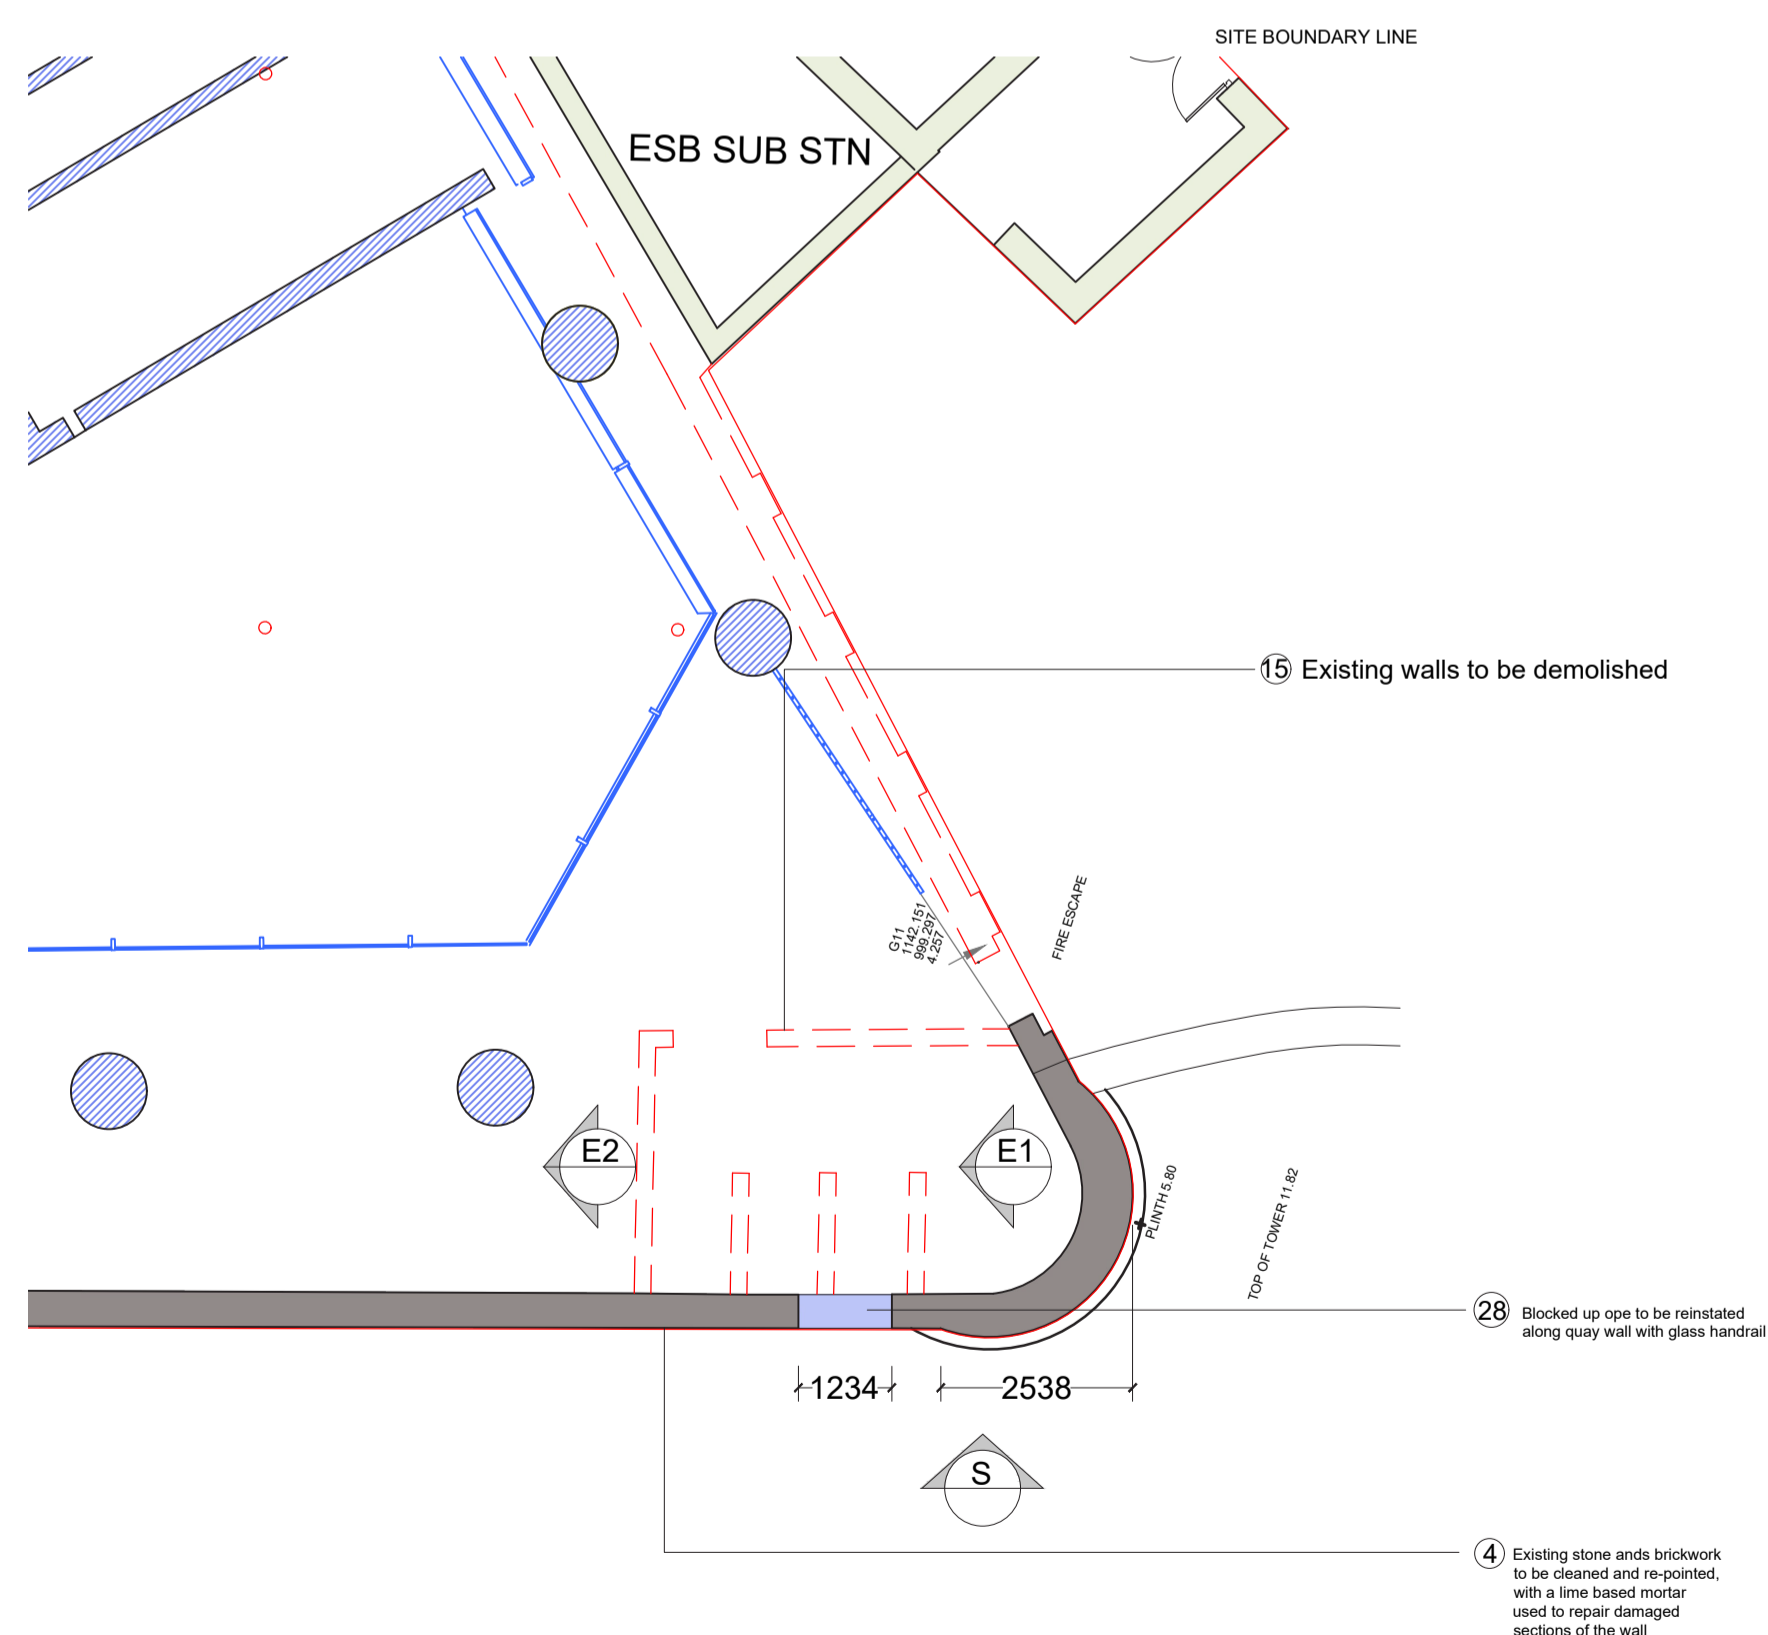 SITE BOUNDARY LINE
ESB SUB STN
15 Existing walls to be demolished
G11
1142.151
999.297
4.257
FIRE ESCAPE
E2
E1
PLINTH 5.80
TOP OF TOWER 11.82
28 Blocked up ope to be reinstated
along quay wall with glass handrail
1234
2538
S
4 Existing stone ands brickwork
to be cleaned and re-pointed,
with a lime based mortar
used to repair damaged
sections of the wall